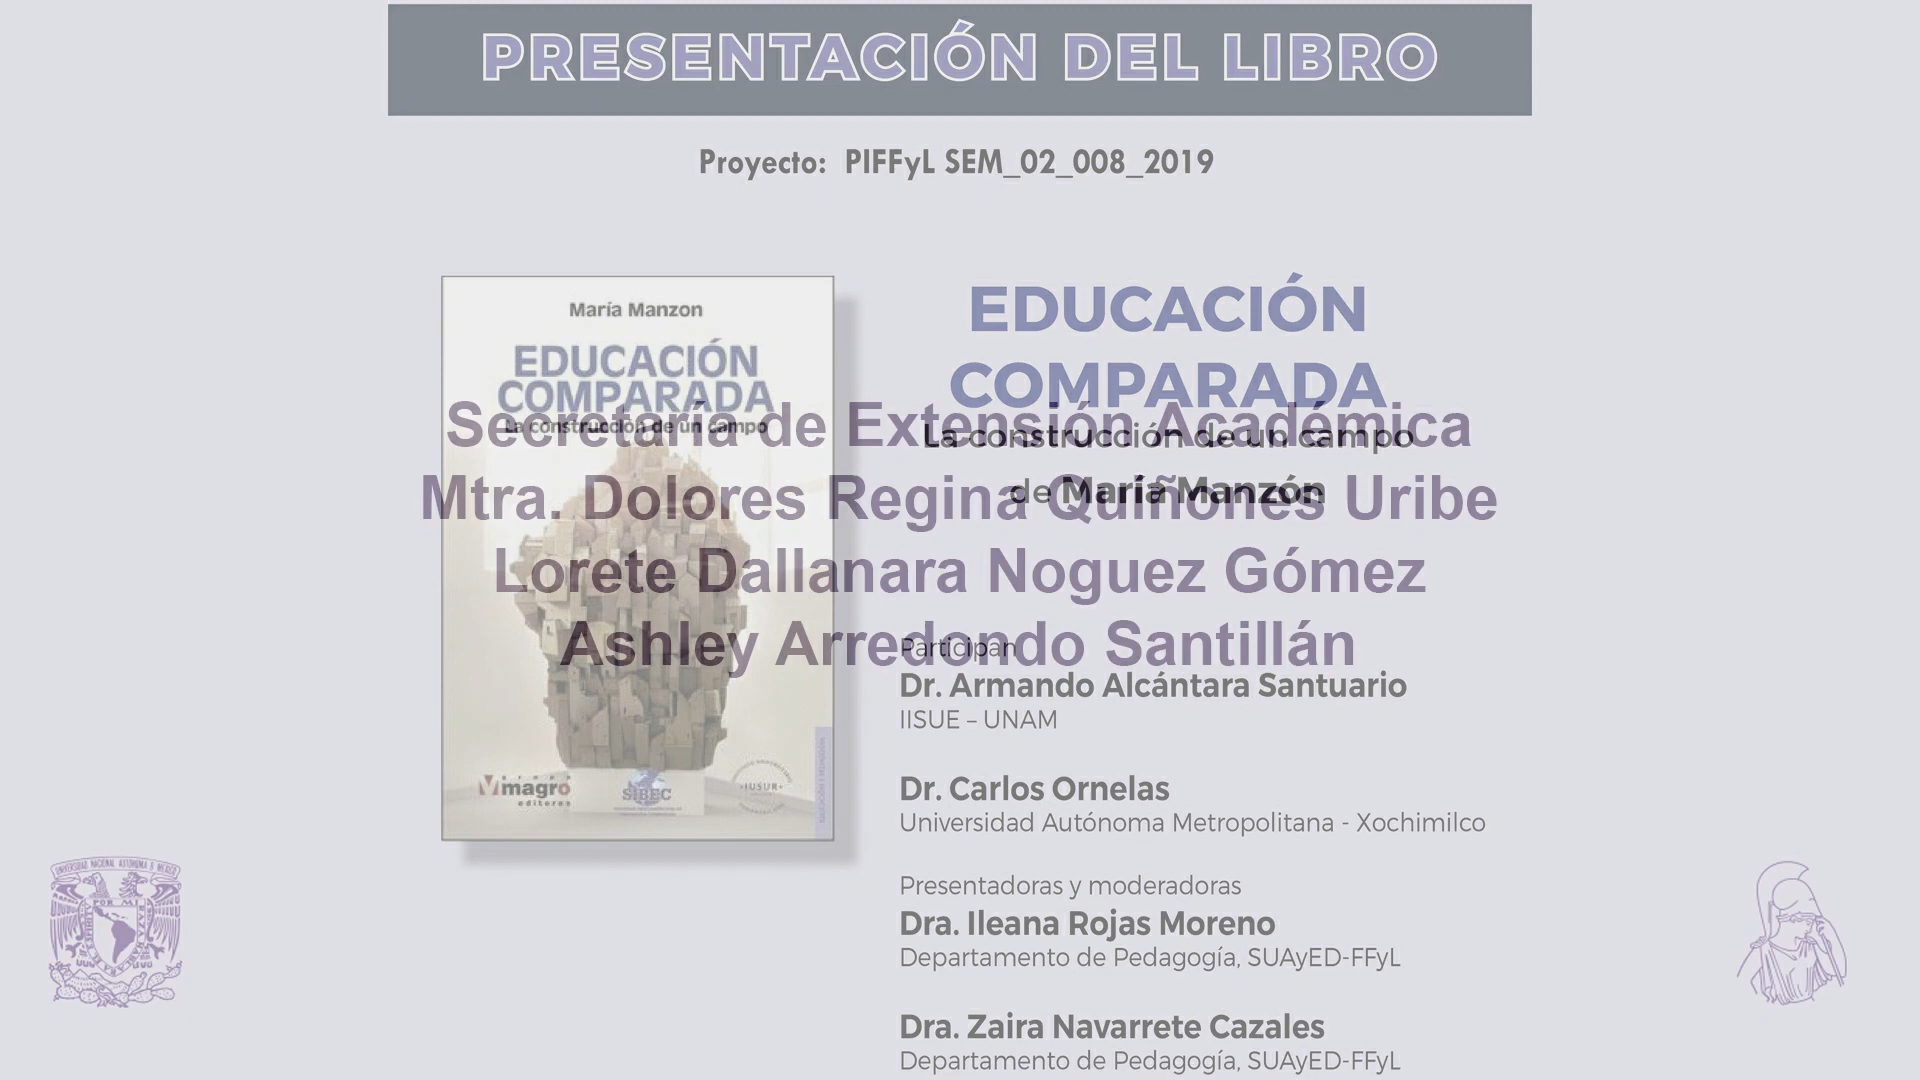 PRESENTACIÓN DEL LIBRO
Proyecto: PIFFyL SEM_02_008_2019
María Manzon
EDUCACIÓN
COMPARADA
La construcción de un campo
magro
editores
SIBEC
IUSUR
EDUCACIÓN
COMPARADA
La construcción de un campo
de María Manzón
Secretaría de Extensión Académica
Mtra. Dolores Regina Quiñones Uribe
Lorete Dallanara Noguez Gómez
Ashley Arredondo Santillán
Participan
Dr. Armando Alcántara Santuario
IISUE – UNAM
Dr. Carlos Ornelas
Universidad Autónoma Metropolitana - Xochimilco
Presentadoras y moderadoras
Dra. Ileana Rojas Moreno
Departamento de Pedagogía, SUAyED-FFyL
Dra. Zaira Navarrete Cazales
Departamento de Pedagogía, SUAyED-FFyL